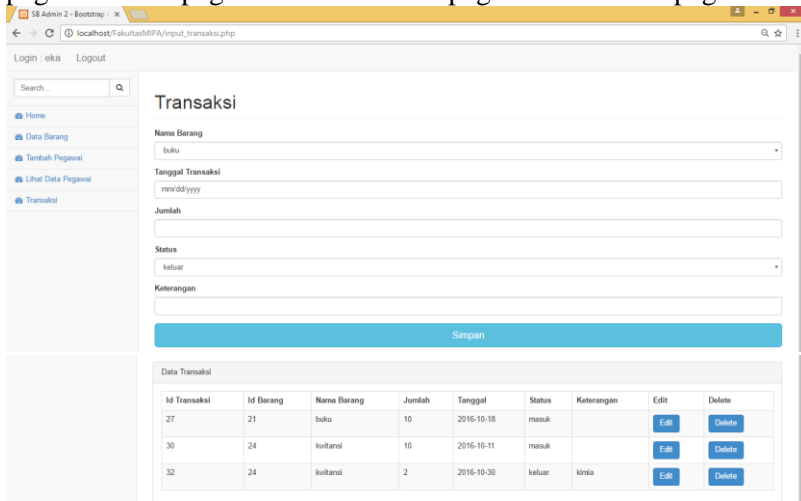 SB Admin 2 - Bootstrap
localhost/FakultasMIPA/input_transaksi.php
Login : eka Logout
Search...
Home
Data Barang
Tambah Pegawai
Lihat Data Pegawai
Transaksi
Transaksi
Nama Barang
buku
Tanggal Transaksi
mm/dd/yyyy
Jumlah
Status
keluar
Keterangan
Simpan
Data Transaksi
Id Transaksi Id Barang Nama Barang Jumlah Tanggal Status Keterangan Edit Delete
27 21 buku 10 2016-10-18 masuk Edit Delete
30 24 kwitansi 10 2016-10-11 masuk Edit Delete
32 24 kwitansi 2 2016-10-30 keluar kimia Edit Delete